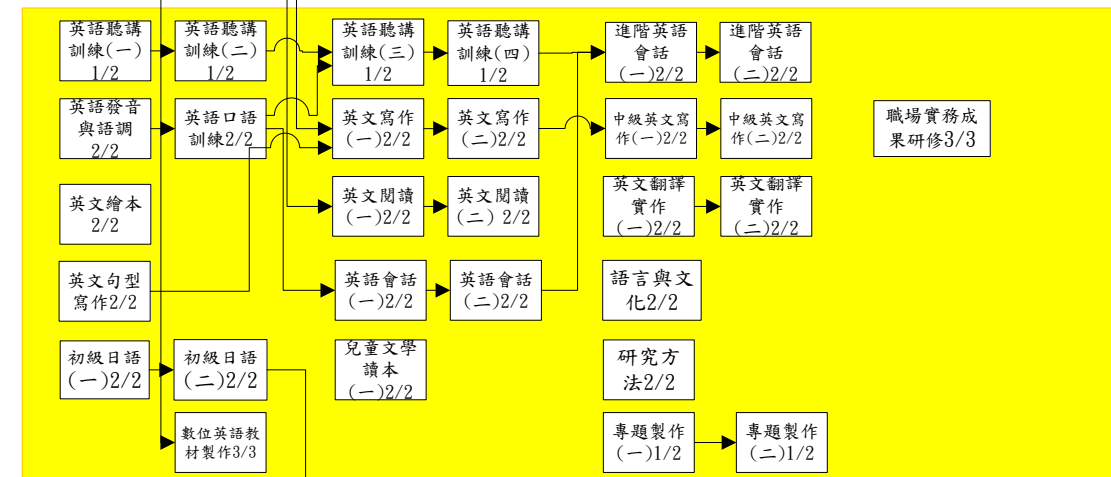 英語聽講
訓練(一)
1/2
英語聽講
訓練(二)
1/2
英語聽講
訓練(三)
1/2
英語聽講
訓練(四)
1/2
進階英語
會話
(一)2/2
進階英語
會話
(二)2/2
英語發音
與語調
2/2
英語口語
訓練2/2
英文寫作
(一)2/2
英文寫作
(二)2/2
中級英文寫
作(一)2/2
中級英文寫
作(二)2/2
職場實務成
果研修3/3
英文繪本
2/2
英文閱讀
(一)2/2
英文閱讀
(二) 2/2
英文翻譯
實作
(一)2/2
英文翻譯
實作
(二)2/2
英文句型
寫作2/2
英語會話
(一)2/2
英語會話
(二)2/2
語言與文
化2/2
初級日語
(一)2/2
初級日語
(二)2/2
兒童文學
讀本
(一)2/2
研究方
法2/2
數位英語教
材製作3/3
專題製作
(一)1/2
專題製作
(二)1/2